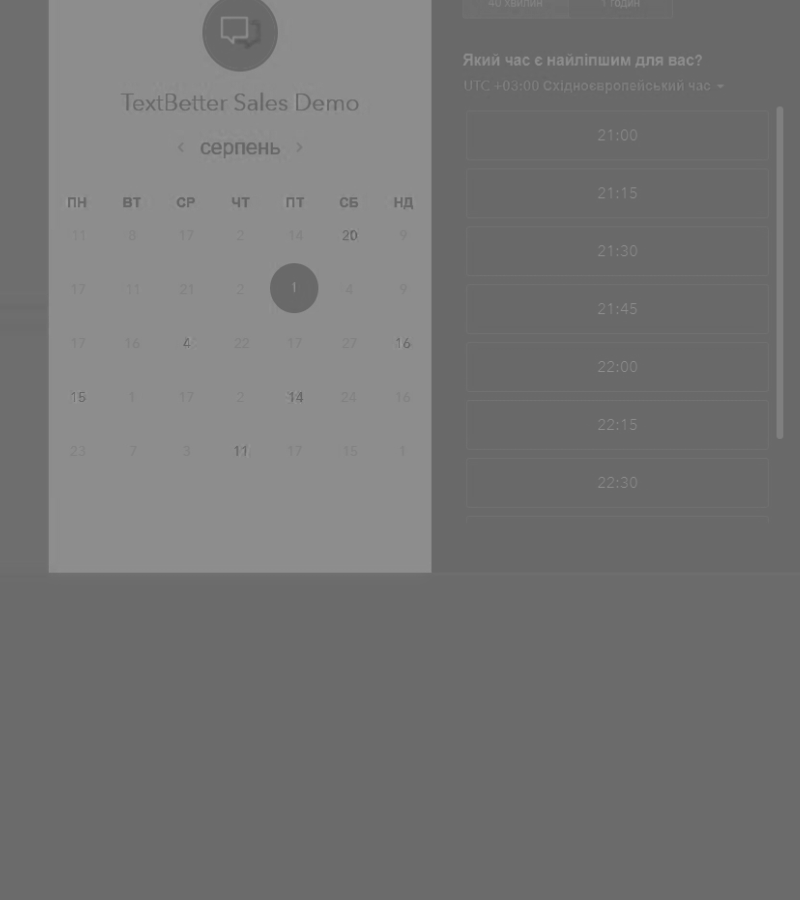 40 хвилин 1 годин
TextBetter Sales Demo
серпень
ПН ВТ СР ЧТ ПТ СБ НД
11 8 17 2 14 20 9
17 11 21 2 1 4 9
17 16 4 22 17 27 16
15 1 17 2 14 24 16
23 7 3 11 17 15 1
Який час є найліпшим для вас?
UTC +03:00 Східноєвропейський час
21:00
21:15
21:30
21:45
22:00
22:15
22:30